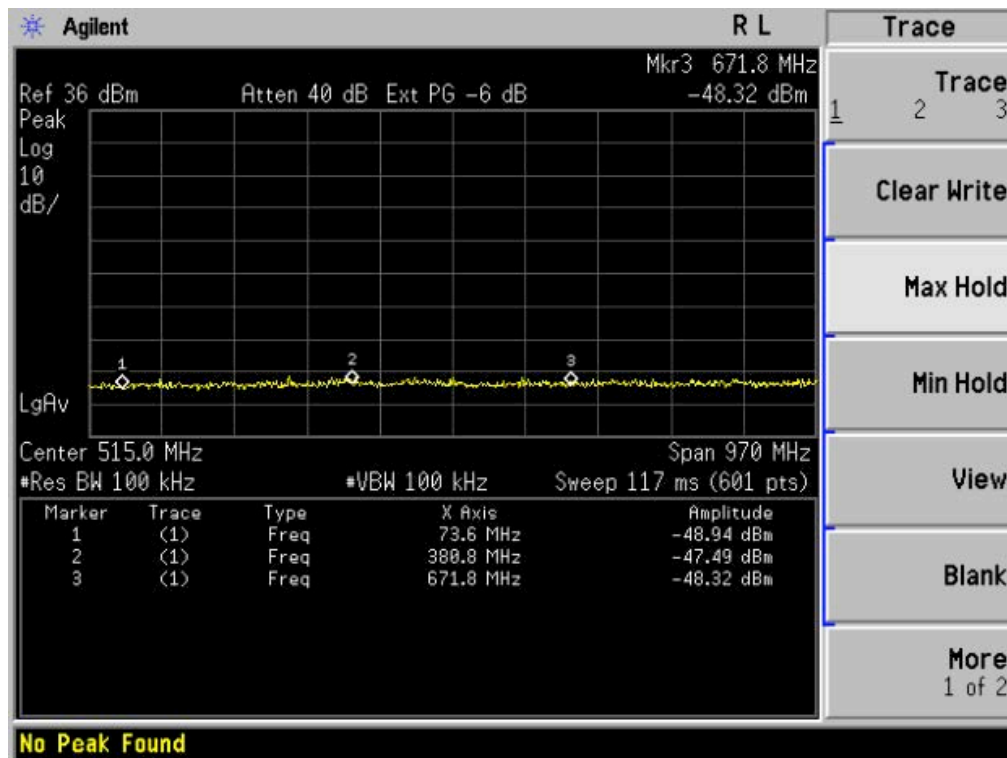 Agilent
R L
Trace
Mkr3 671.8 MHz
Ref 36 dBm Atten 40 dB Ext PG -6 dB -48.32 dBm
Peak
Log
10
dB/
1
2
3
LgAv
Center 515.0 MHz Span 970 MHz
#Res BW 100 kHz #VBW 100 kHz Sweep 117 ms (601 pts)
Marker Trace Type X Axis Amplitude
1 (1) Freq 73.6 MHz -48.94 dBm
2 (1) Freq 380.8 MHz -47.49 dBm
3 (1) Freq 671.8 MHz -48.32 dBm
Trace
1 2 3
Clear Write
Max Hold
Min Hold
View
Blank
More
1 of 2
No Peak Found